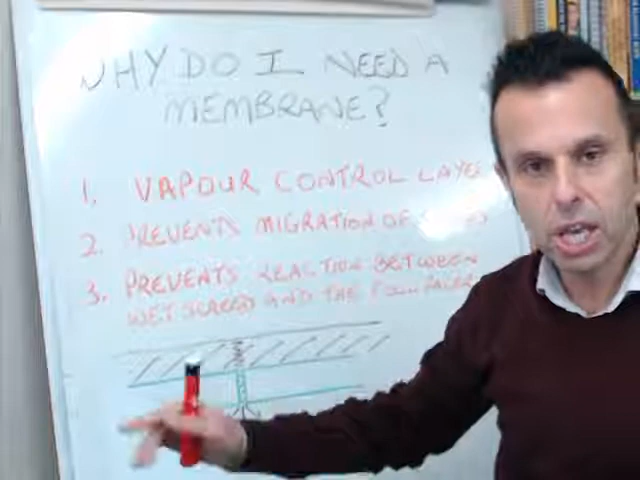 WHY DO I NEED A
MEMBRANE?
1. VAPOUR CONTROL LAYER
2. PREVENTS MIGRATION OF
3. PREVENTS REACTION BETWEEN
WET SCREED AND THE